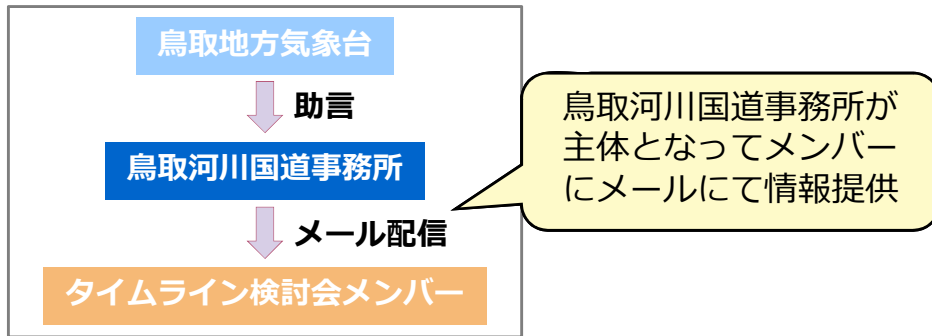 鳥取地方気象台
助言
鳥取河川国道事務所
メール配信
タイムライン検討会メンバー
鳥取河川国道事務所が
主体となってメンバー
にメールにて情報提供